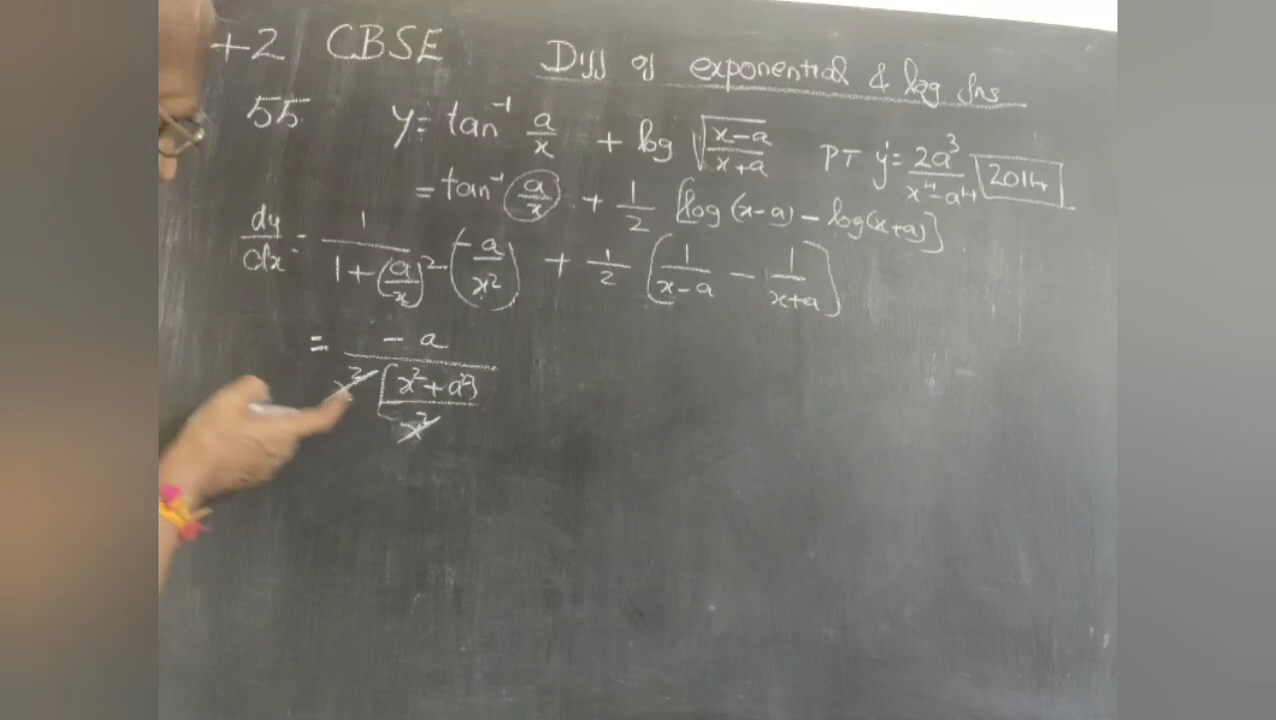 +2 CBSE Diff of exponential & log fns
55 y = tan⁻¹ a/x + log √((x-a)/(x+a)) PT y' = 2a³/(x⁴-a⁴) 2014
= tan⁻¹ (a/x) + 1/2 [log (x-a) - log(x+a)]
dy/dx = 1/(1+(a/x)²) (-a/x²) + 1/2 (1/(x-a) - 1/(x+a))
= -a/(x² [(x²+a²)/x²])